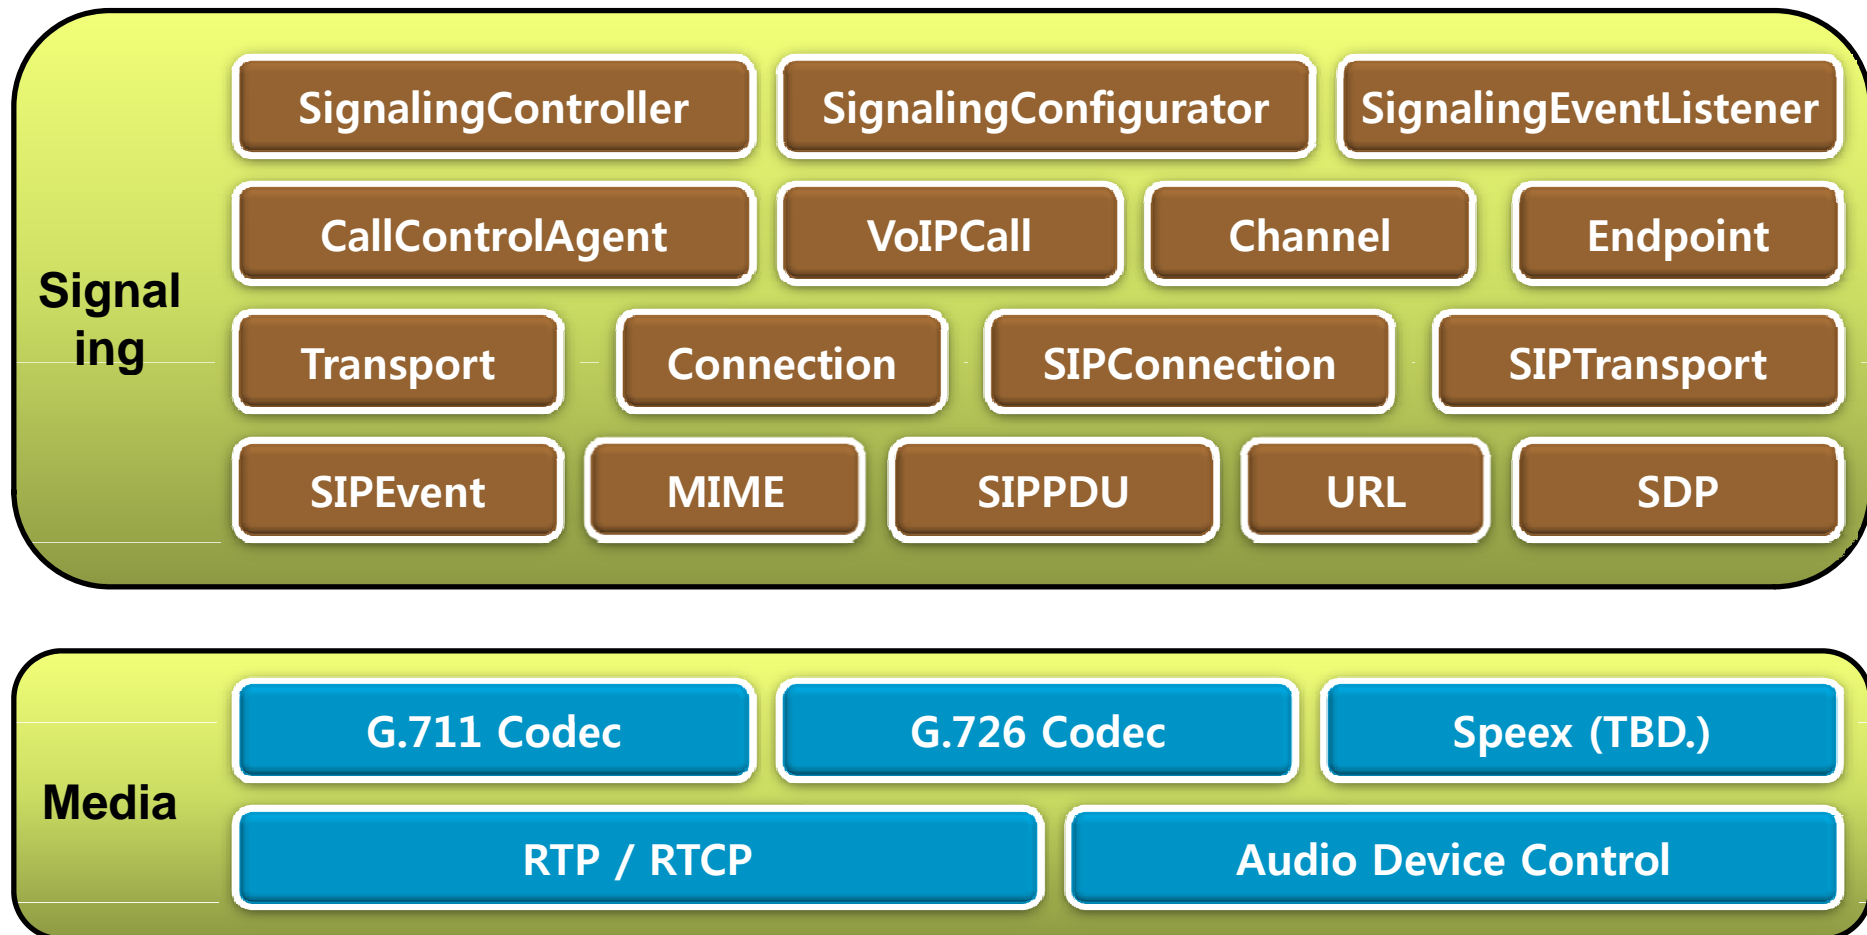 SignalingController
SignalingConfigurator
SignalingEventListener
CallControlAgent
VoIPCall
Channel
Endpoint
Signal
ing
Transport
Connection
SIPConnection
SIPTransport
SIPEvent
MIME
SIPPDU
URL
SDP
G.711 Codec
G.726 Codec
Speex (TBD.)
Media
RTP / RTCP
Audio Device Control